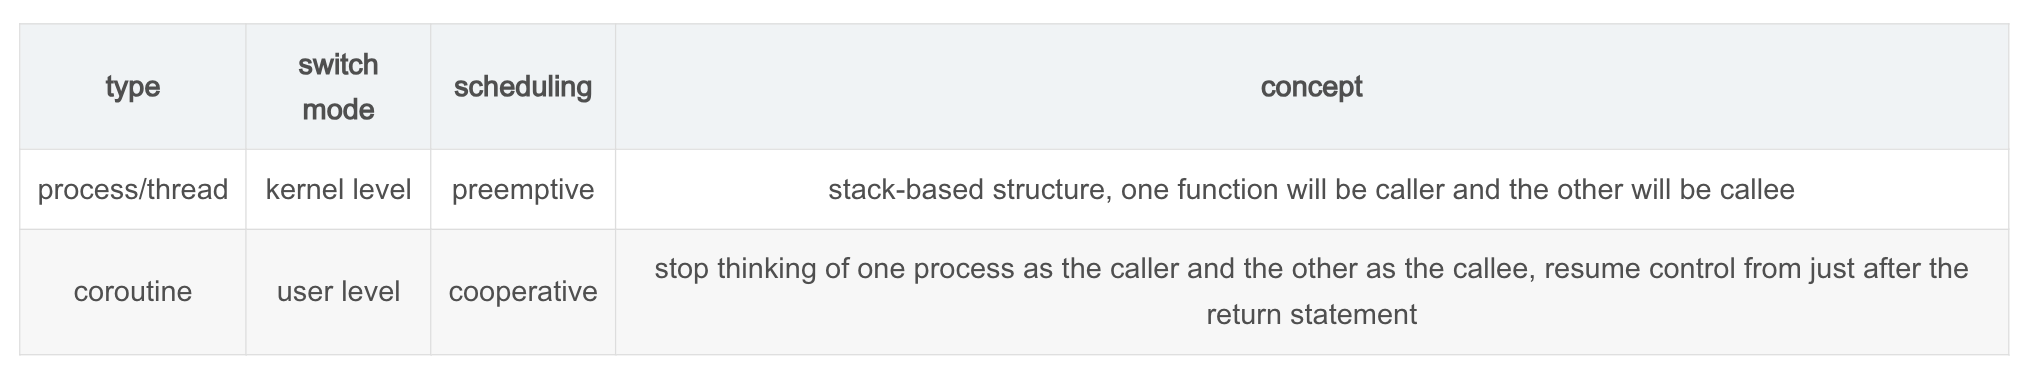 type
switch
mode
scheduling
concept
process/thread
kernel level
preemptive
stack-based structure, one function will be caller and the other will be callee
coroutine
user level
cooperative
stop thinking of one process as the caller and the other as the callee, resume control from just after the
return statement